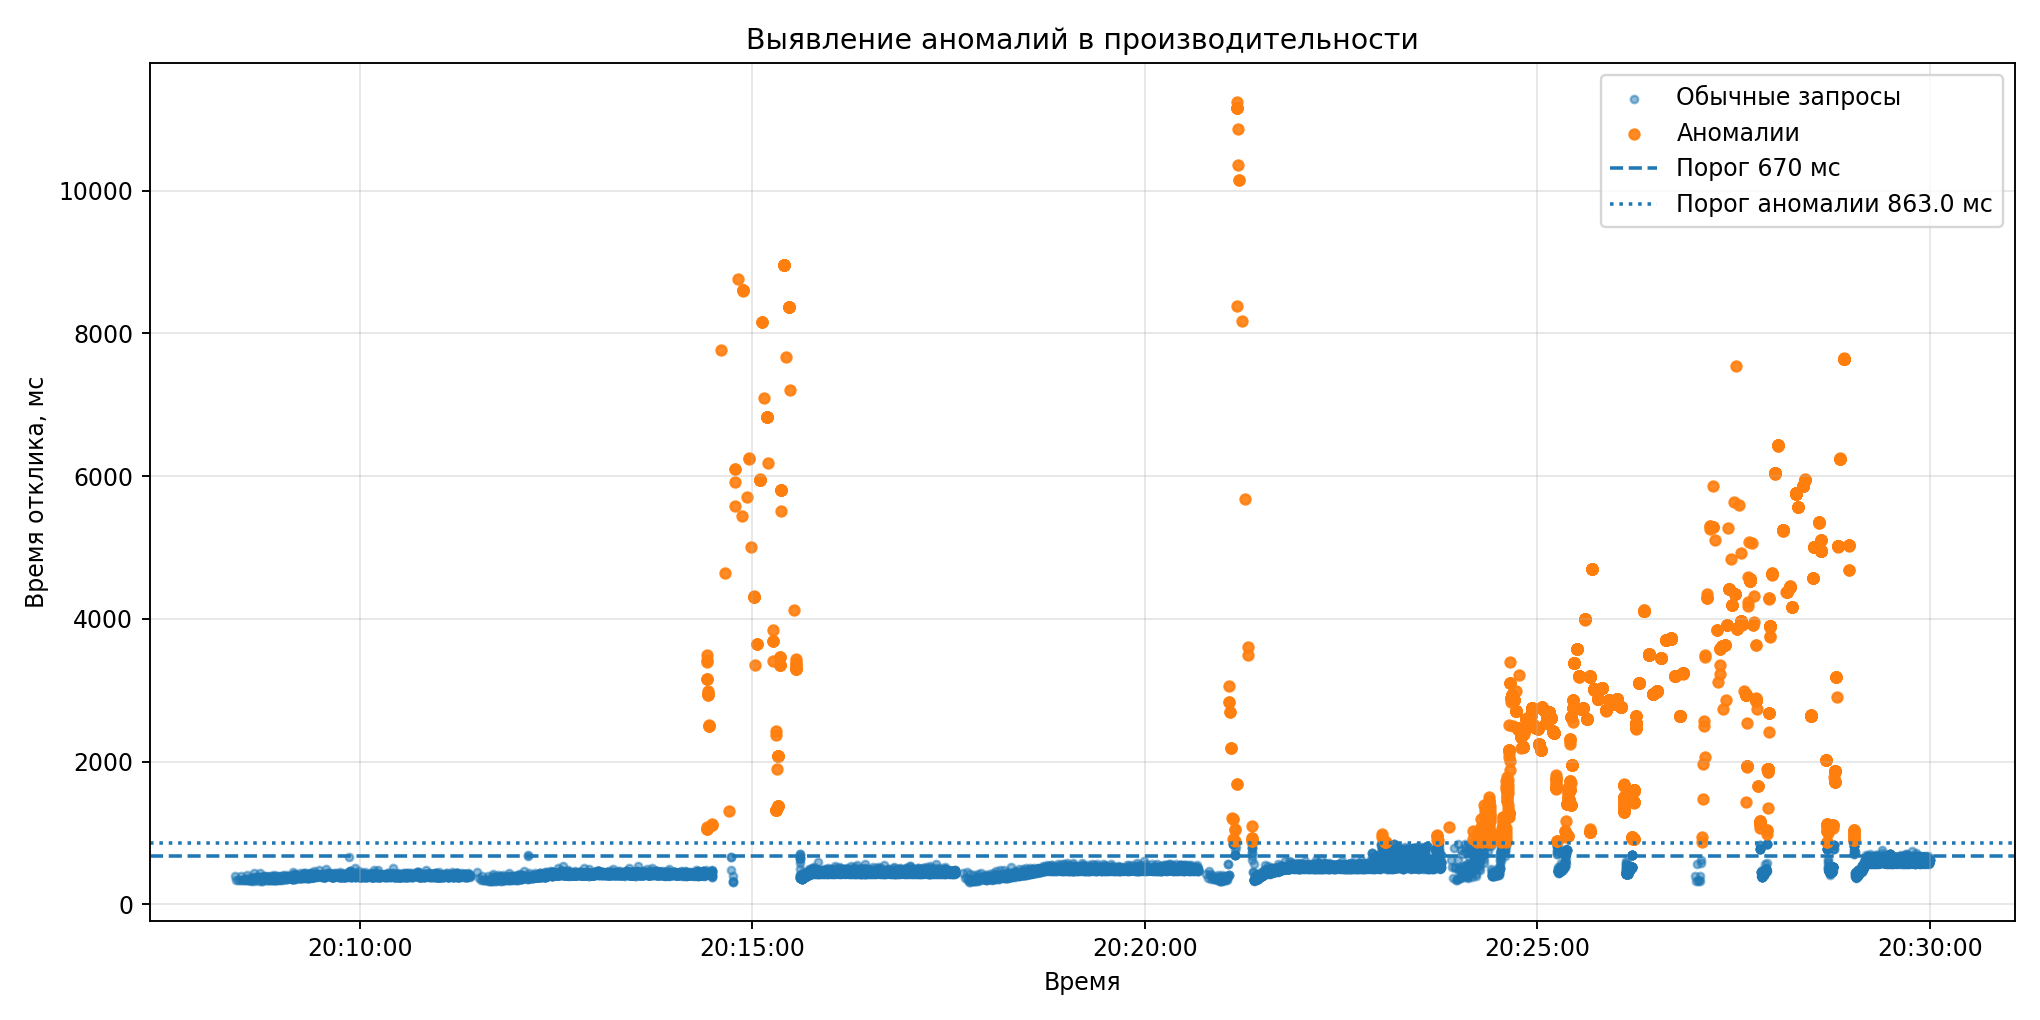 Выявление аномалий в производительности
Обычные запросы
Аномалии
Порог 670 мс
Порог аномалии 863.0 мс
Время отклика, мс
10000
8000
6000
4000
2000
0
20:10:00
20:15:00
20:20:00
20:25:00
20:30:00
Время